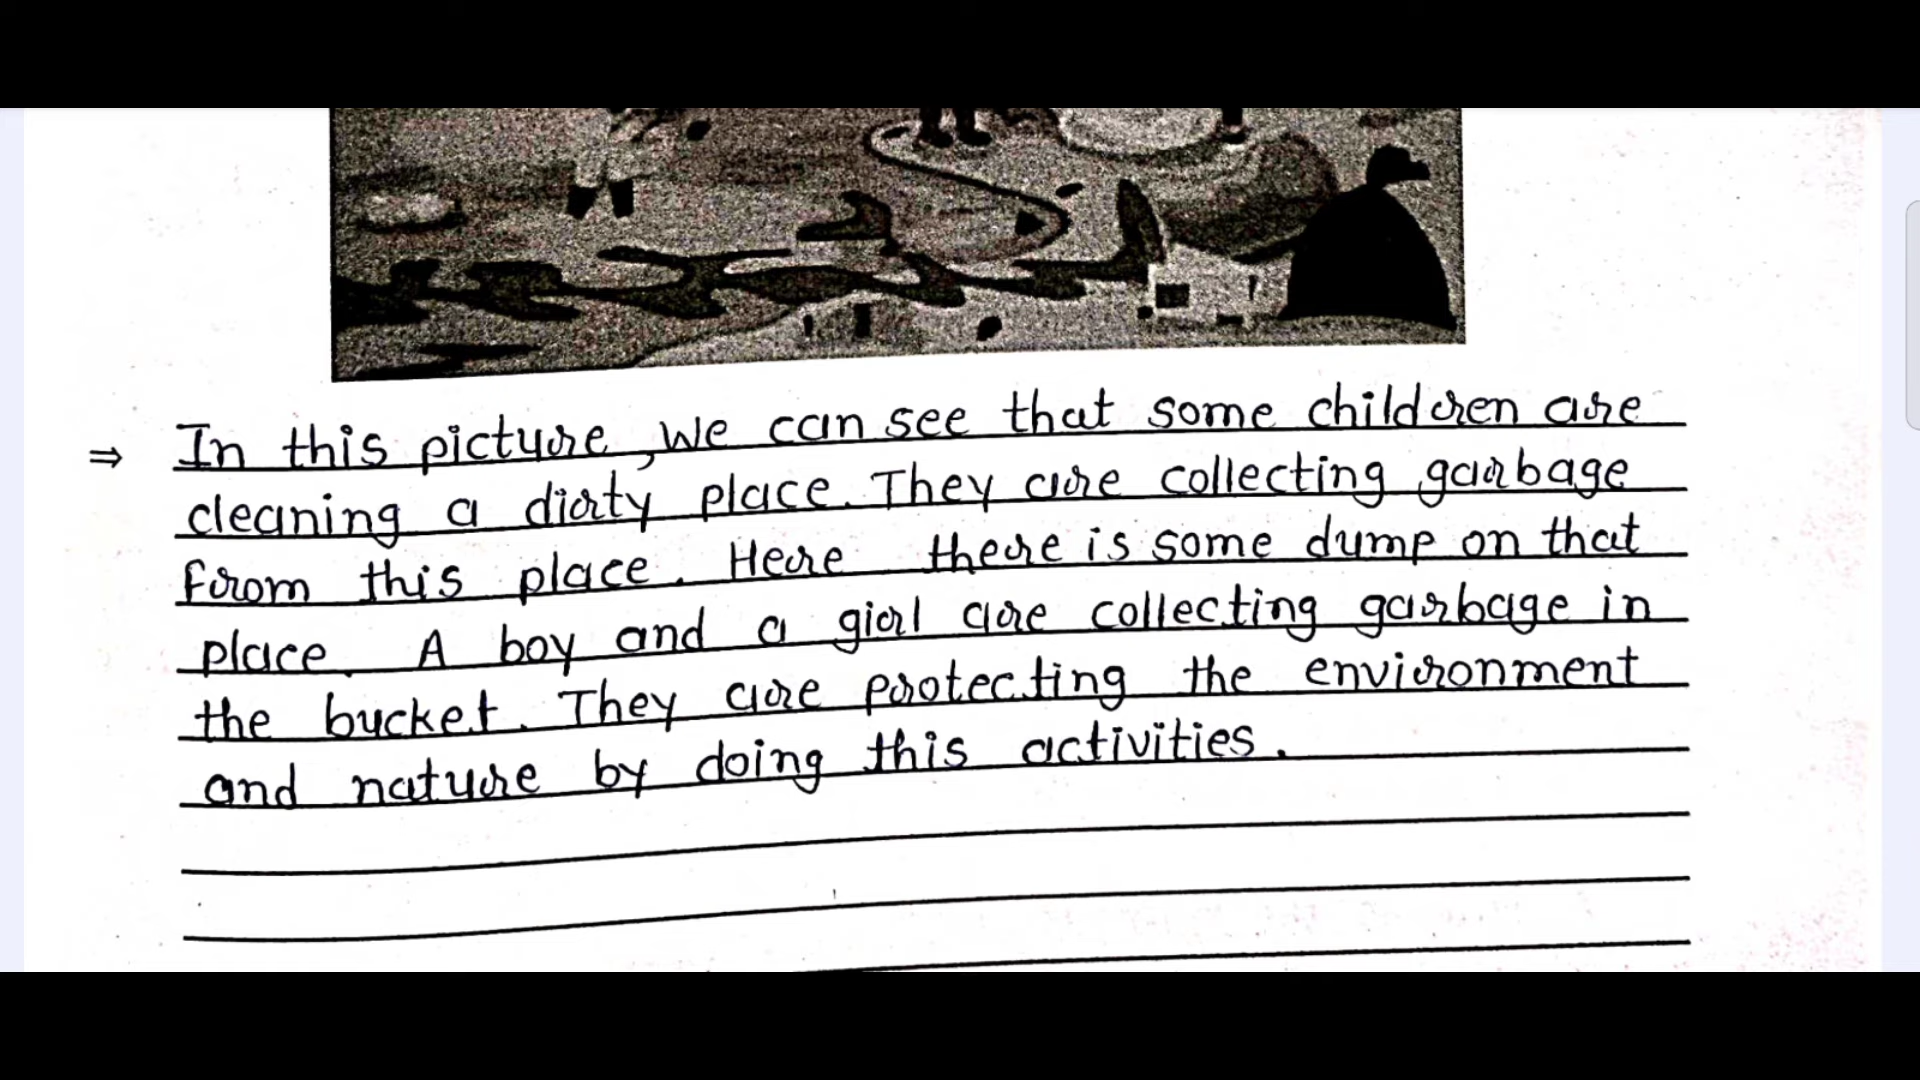 ⇒ In this picture, we can see that some children are
cleaning a dirty place. They are collecting garbage
from this place. Here there is some dump on that
place. A boy and a girl are collecting garbage in
the bucket. They are protecting the environment
and nature by doing this activities.